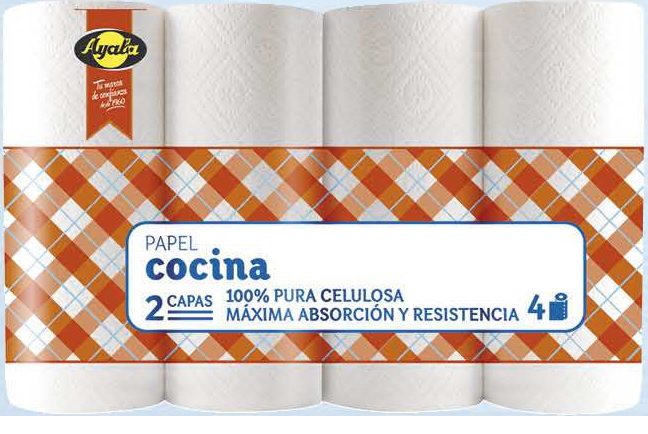 Ayala
Tu marca
de confianza
desde 1960
PAPEL
cocina
2 CAPAS
100% PURA CELULOSA
MÁXIMA ABSORCIÓN Y RESISTENCIA
4